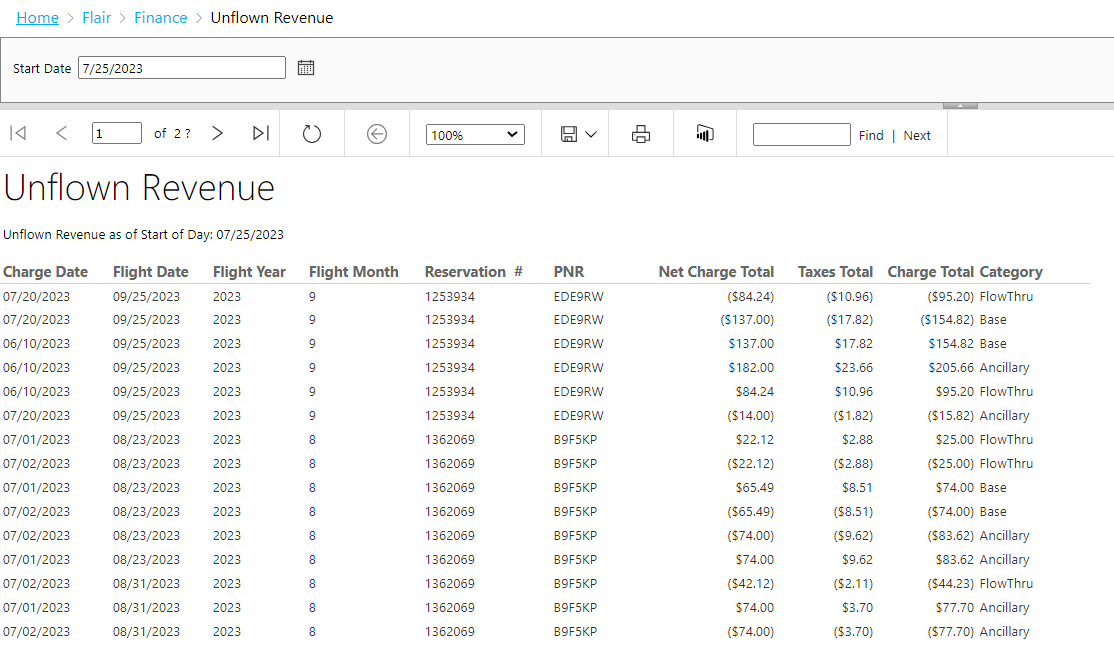 Home > Flair > Finance > Unflown Revenue
Start Date 7/25/2023
1 of 2 ? 100% Find | Next
Unflown Revenue
Unflown Revenue as of Start of Day: 07/25/2023
Charge Date Flight Date Flight Year Flight Month Reservation # PNR Net Charge Total Taxes Total Charge Total Category
07/20/2023 09/25/2023 2023 9 1253934 EDE9RW ($84.24) ($10.96) ($95.20) FlowThru
07/20/2023 09/25/2023 2023 9 1253934 EDE9RW ($137.00) ($17.82) ($154.82) Base
06/10/2023 09/25/2023 2023 9 1253934 EDE9RW $137.00 $17.82 $154.82 Base
06/10/2023 09/25/2023 2023 9 1253934 EDE9RW $182.00 $23.66 $205.66 Ancillary
06/10/2023 09/25/2023 2023 9 1253934 EDE9RW $84.24 $10.96 $95.20 FlowThru
07/20/2023 09/25/2023 2023 9 1253934 EDE9RW ($14.00) ($1.82) ($15.82) Ancillary
07/01/2023 08/23/2023 2023 8 1362069 B9F5KP $22.12 $2.88 $25.00 FlowThru
07/02/2023 08/23/2023 2023 8 1362069 B9F5KP ($22.12) ($2.88) ($25.00) FlowThru
07/01/2023 08/23/2023 2023 8 1362069 B9F5KP $65.49 $8.51 $74.00 Base
07/02/2023 08/23/2023 2023 8 1362069 B9F5KP ($65.49) ($8.51) ($74.00) Base
07/02/2023 08/23/2023 2023 8 1362069 B9F5KP ($74.00) ($9.62) ($83.62) Ancillary
07/01/2023 08/23/2023 2023 8 1362069 B9F5KP $74.00 $9.62 $83.62 Ancillary
07/02/2023 08/31/2023 2023 8 1362069 B9F5KP ($42.12) ($2.11) ($44.23) FlowThru
07/01/2023 08/31/2023 2023 8 1362069 B9F5KP $74.00 $3.70 $77.70 Ancillary
07/02/2023 08/31/2023 2023 8 1362069 B9F5KP ($74.00) ($3.70) ($77.70) Ancillary